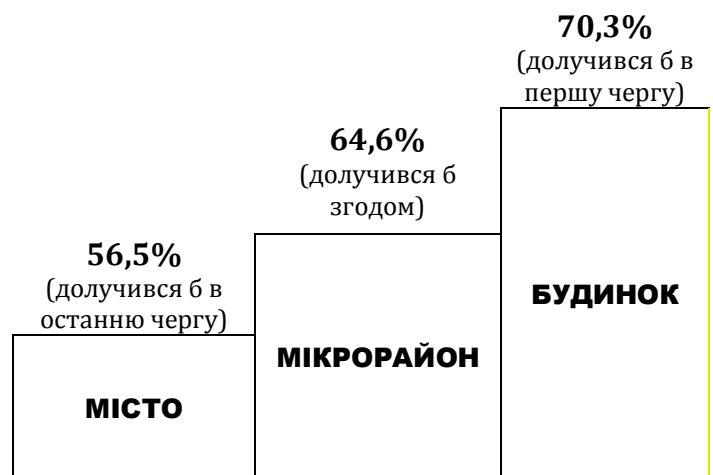 70,3%
(долучився б в
першу чергу)
64,6%
(долучився б
згодом)
56,5%
(долучився б в
останню чергу)
БУДИНОК
МІКРОРАЙОН
МІСТО